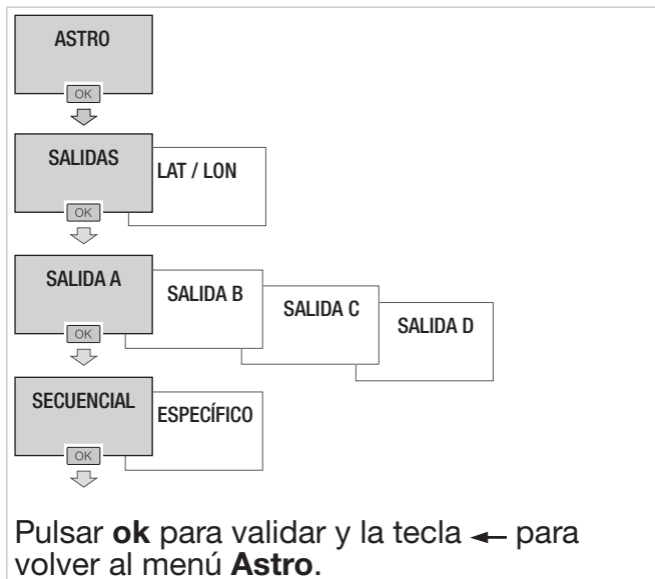 ASTRO
OK
SALIDAS
LAT / LON
OK
SALIDA A
SALIDA B
SALIDA C
SALIDA D
OK
SECUENCIAL
ESPECÍFICO
OK
Pulsar ok para validar y la tecla ← para
volver al menú Astro.